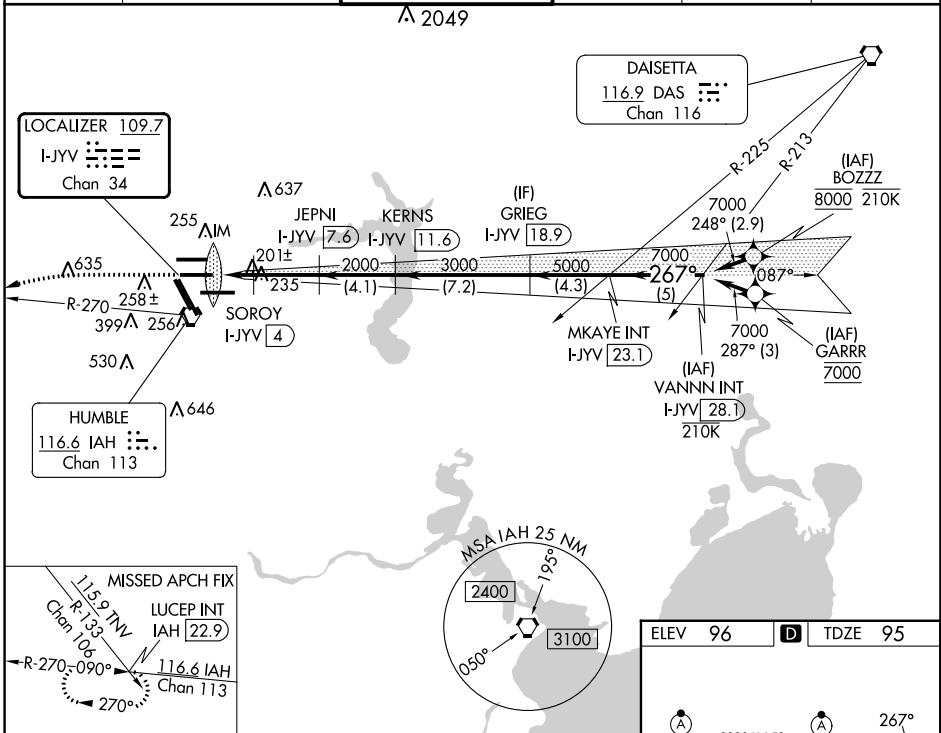 2049
DAISETTA
116.9 DAS
Chan 116
LOCALIZER 109.7
I-JYV
Chan 34
R-225
R-213
(IAF)
BOZZZ
8000 210K
637
(IF)
GRIEG
I-JYV 18.9
7000
248° (2.9)
JEPNI
I-JYV 7.6
KERNS
I-JYV 11.6
255
IM
201±
635
2000
(4.1)
3000
(7.2)
5000
(4.3)
7000
267°
(5)
087°
235
258±
R-270
399
256
SOROY
I-JYV 4
MKAYE INT
I-JYV 23.1
7000
287° (3)
(IAF)
GARRR
7000
530
(IAF)
VANNN INT
I-JYV 28.1
210K
646
HUMBLE
116.6 IAH
Chan 113
MSA IAH 25 NM
195°
2400
3100
050°
MISSED APCH FIX
115.9 TNV
R-133
Chan 106
LUCEP INT
IAH 22.9
R-270
090°
116.6 IAH
Chan 113
270°
ELEV 96
D
TDZE 95
A
A
267°